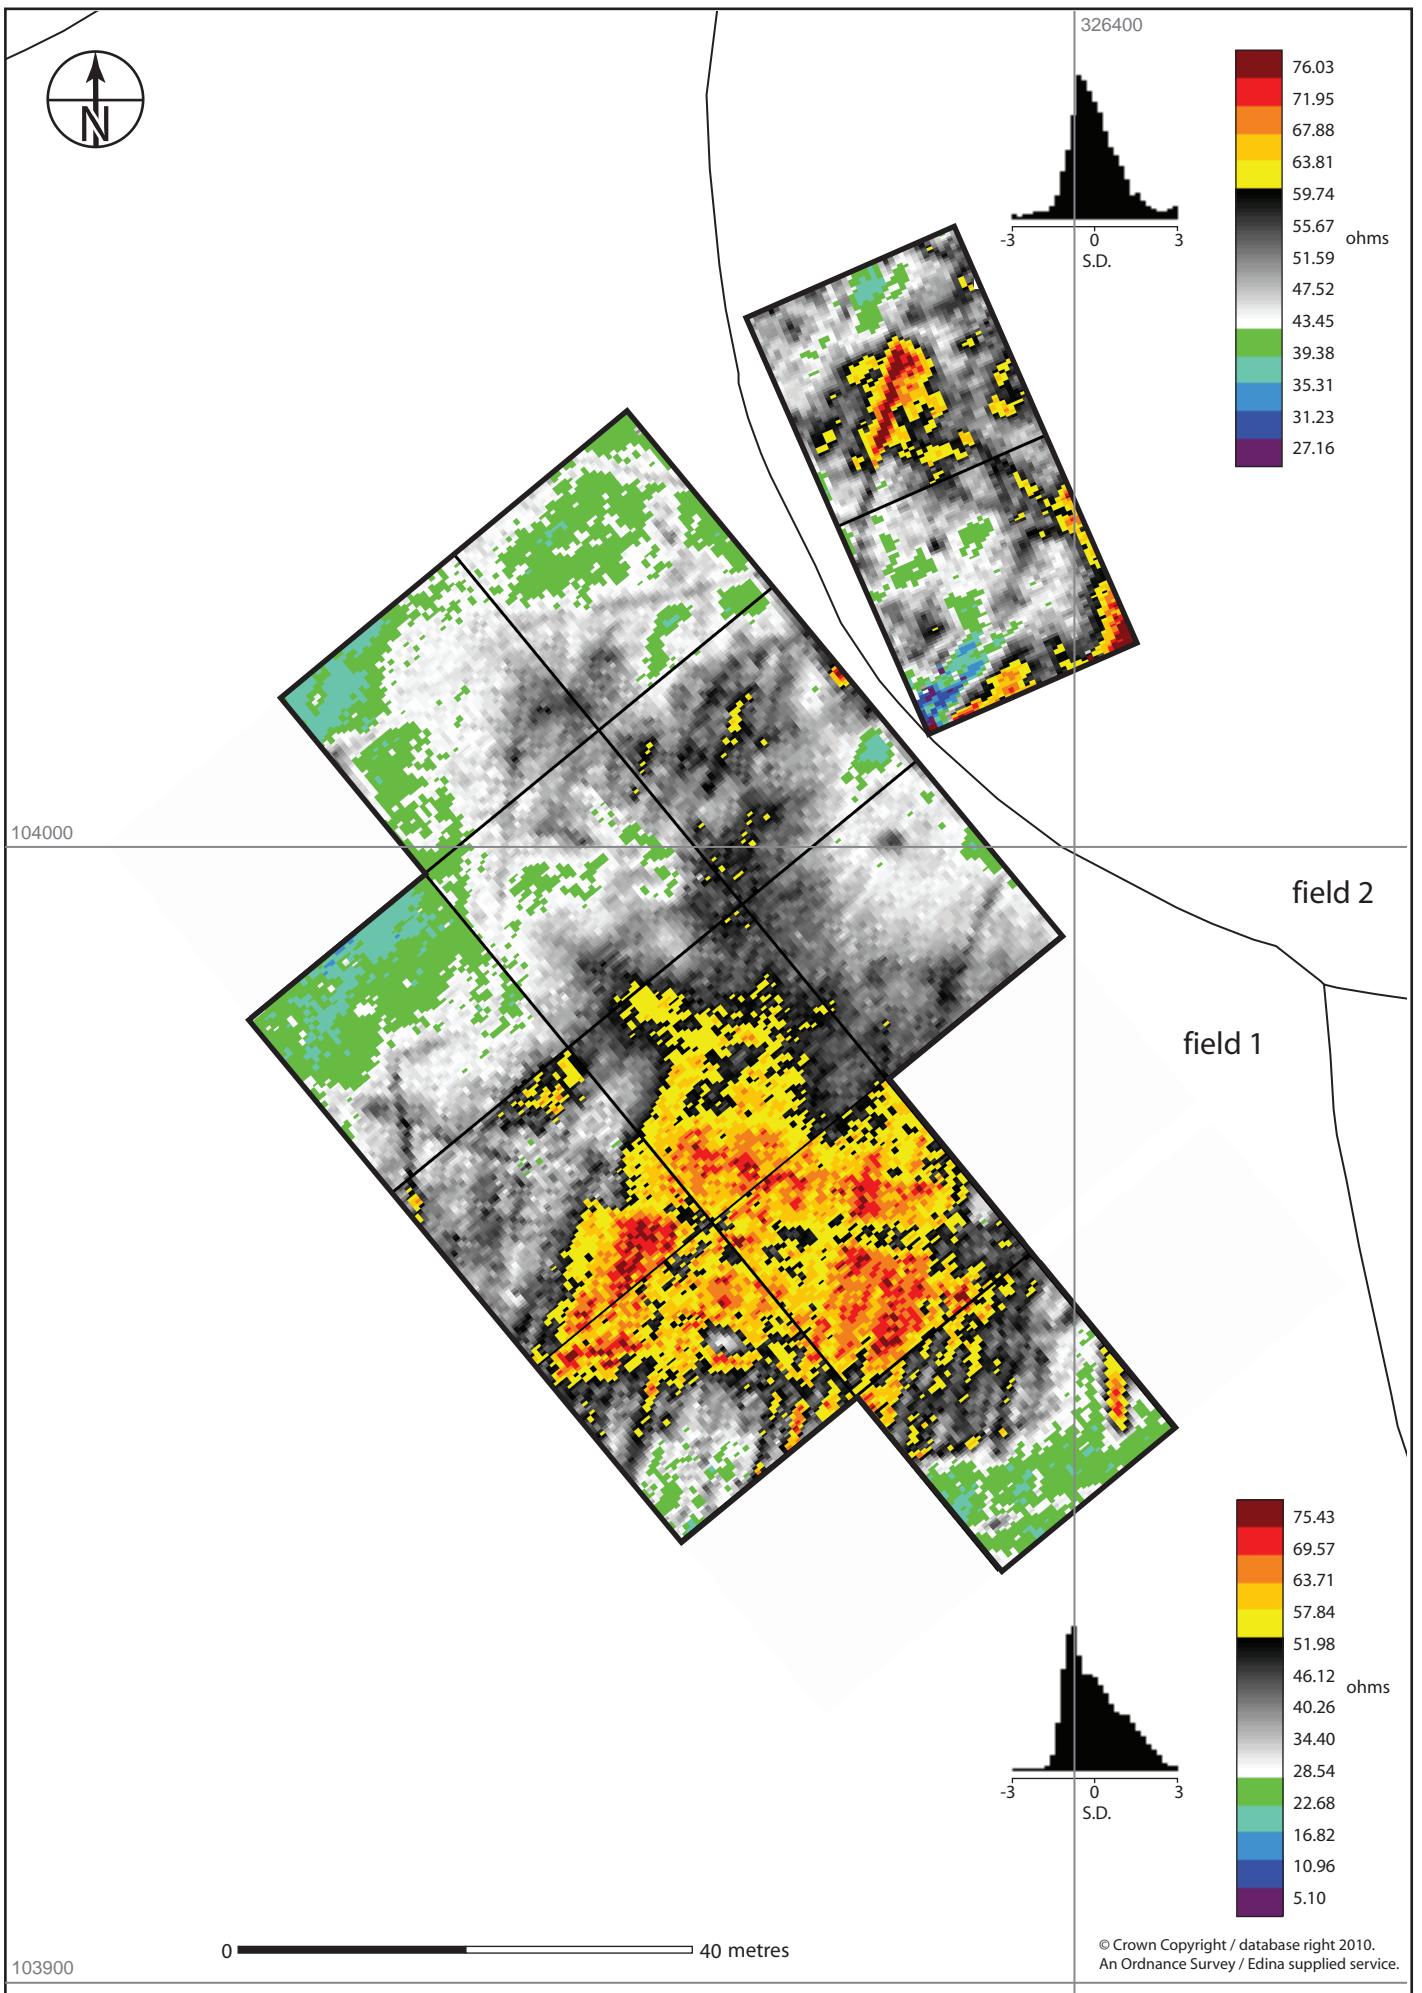 326400
N
76.03
71.95
67.88
63.81
59.74
55.67
51.59
47.52
43.45
39.38
35.31
31.23
27.16
ohms
-3 0 3
S.D.
104000
field 2
field 1
75.43
69.57
63.71
57.84
51.98
46.12
40.26
34.40
28.54
22.68
16.82
10.96
5.10
ohms
-3 0 3
S.D.
0 40 metres
103900
© Crown Copyright / database right 2010.
An Ordnance Survey / Edina supplied service.